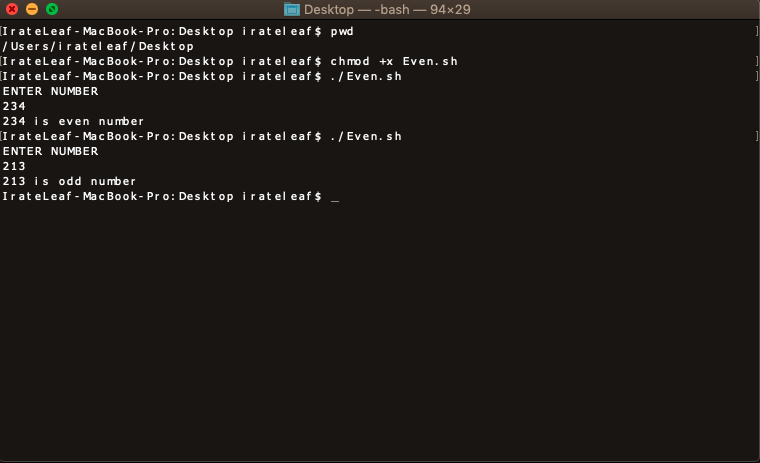 Desktop — -bash — 94×29
[IrateLeaf-MacBook-Pro:Desktop irateleaf$ pwd ]
/Users/irateleaf/Desktop
[IrateLeaf-MacBook-Pro:Desktop irateleaf$ chmod +x Even.sh ]
[IrateLeaf-MacBook-Pro:Desktop irateleaf$ ./Even.sh ]
ENTER NUMBER
234
234 is even number
[IrateLeaf-MacBook-Pro:Desktop irateleaf$ ./Even.sh ]
ENTER NUMBER
213
213 is odd number
IrateLeaf-MacBook-Pro:Desktop irateleaf$ _